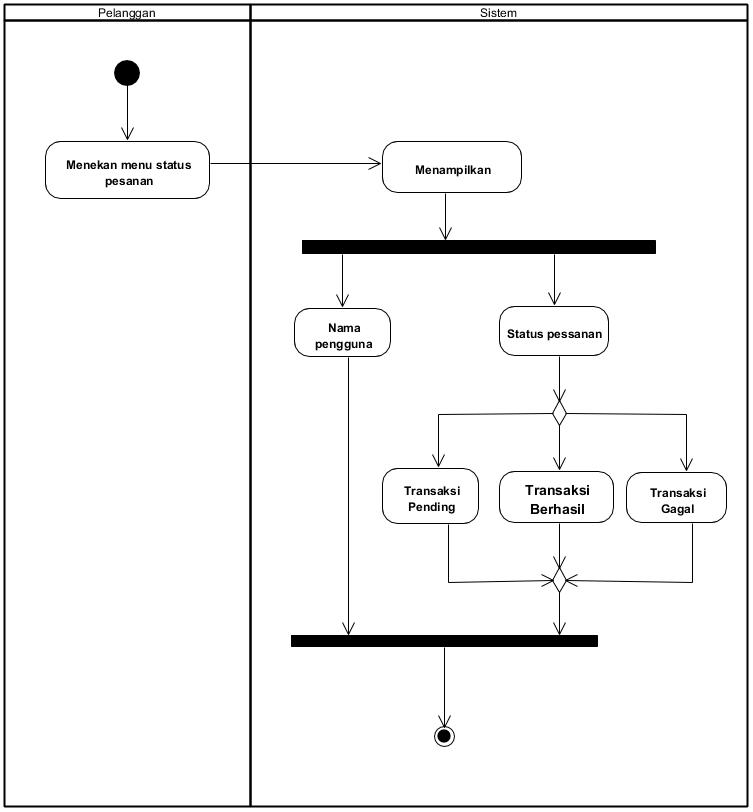 Pelanggan
Sistem
Menekan menu status
pesanan
Menampilkan
Nama
pengguna
Status pessanan
Transaksi
Pending
Transaksi
Berhasil
Transaksi
Gagal